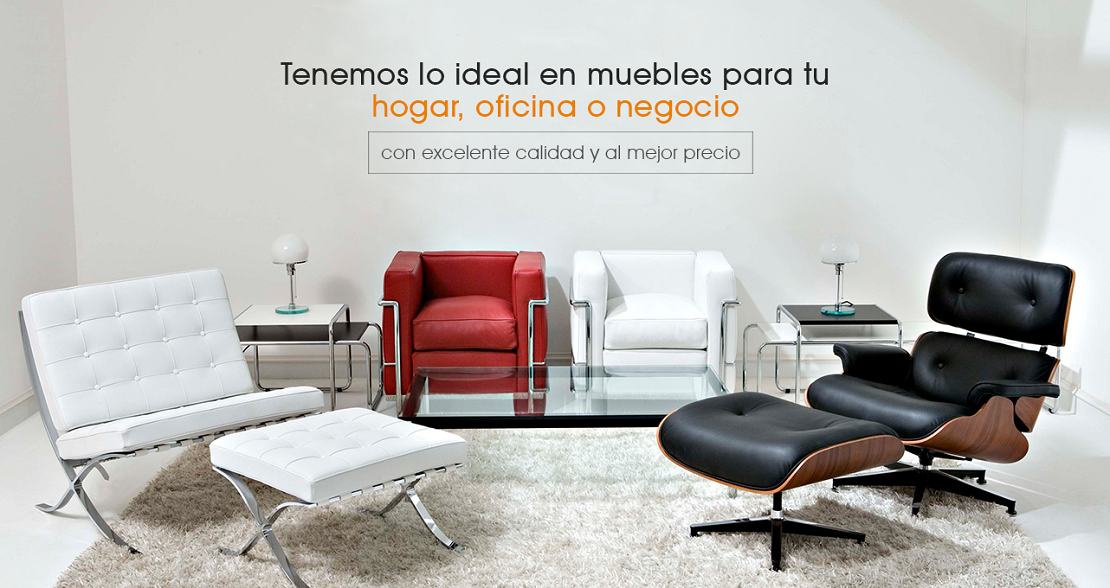 Tenemos lo ideal en muebles para tu
hogar, oficina o negocio
con excelente calidad y al mejor precio